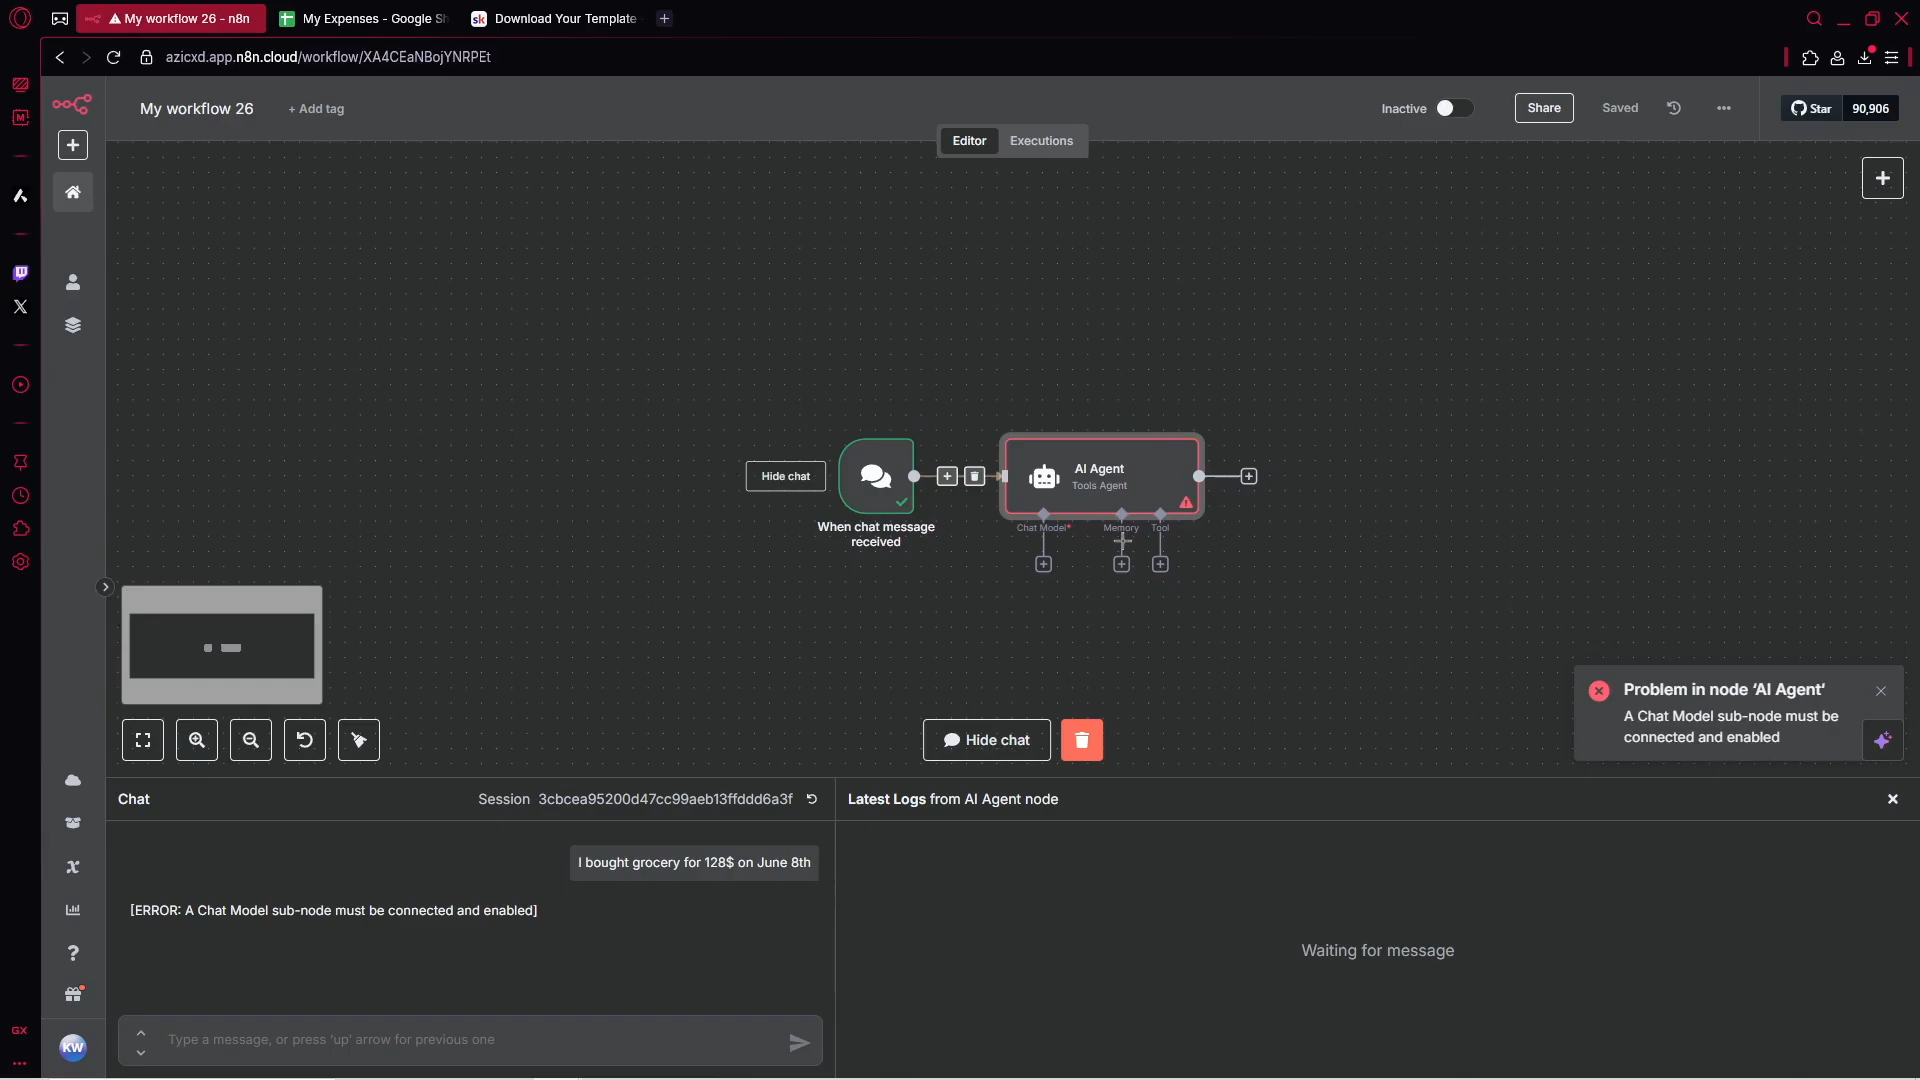 My workflow 26 - n8n
My Expenses - Google Sh
sk
Download Your Template
azicxd.app.n8n.cloud/workflow/XA4CEaNBojYNRPEt
My workflow 26
+ Add tag
Inactive
Share
Saved
Star
90,906
Editor
Executions
M
Hide chat
AI Agent
Tools Agent
When chat message
received
Chat Model*
Memory
Tool
Problem in node ‘AI Agent‘
A Chat Model sub-node must be
connected and enabled
Hide chat
Chat
Session 3cbcea95200d47cc99aeb13ffddd6a3f
Latest Logs from AI Agent node
I bought grocery for 128$ on June 8th
[ERROR: A Chat Model sub-node must be connected and enabled]
Waiting for message
Type a message, or press 'up' arrow for previous one
GX
KW